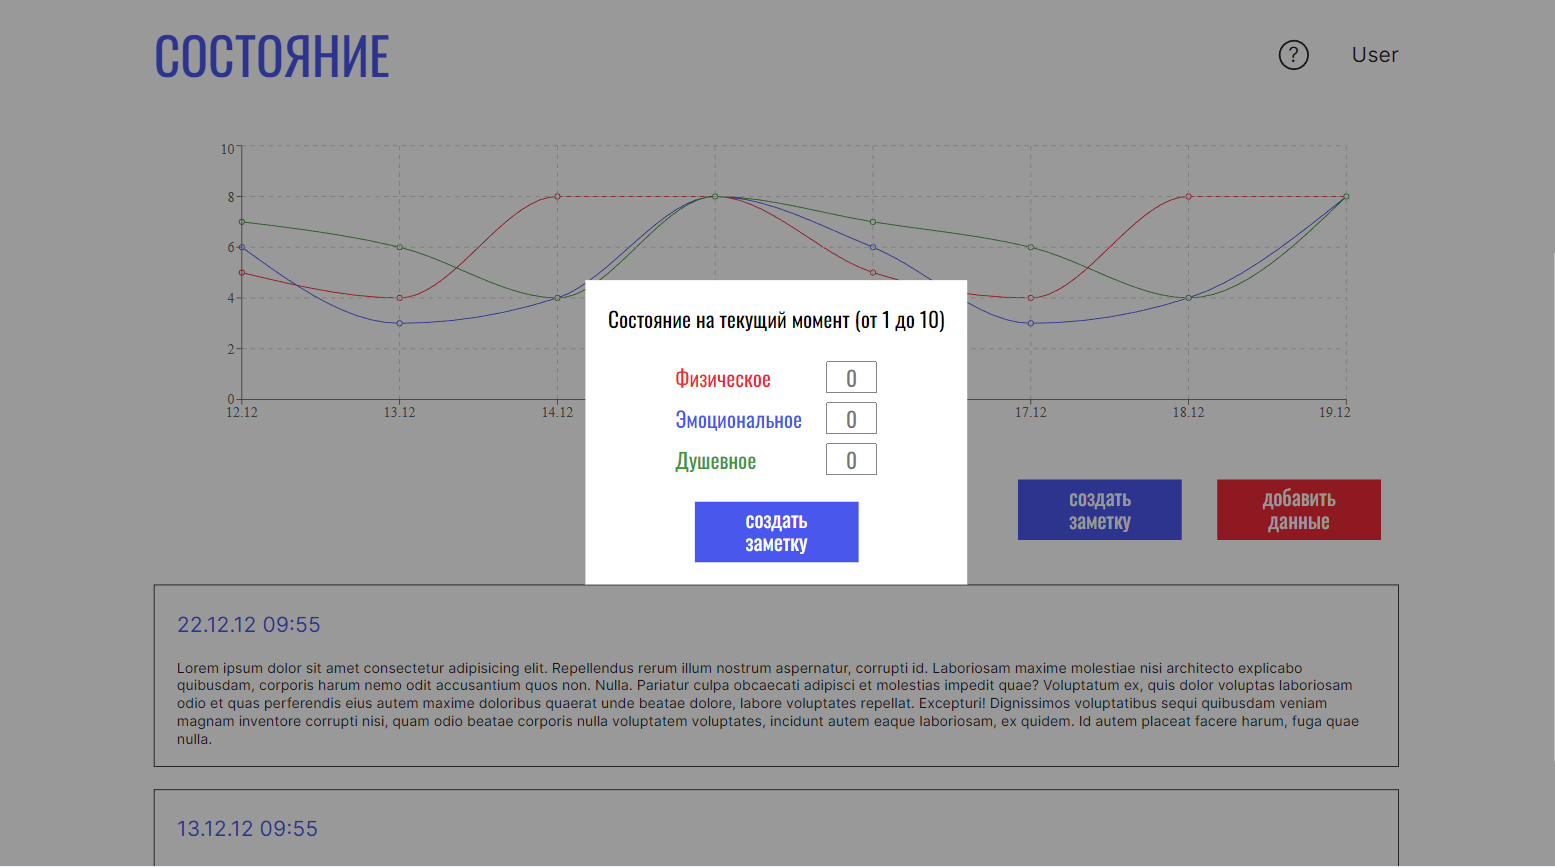 СОСТОЯНИЕ
? User
10
8
6
4
2
0
12.12 13.12 14.12 17.12 18.12 19.12
Состояние на текущий момент (от 1 до 10)
Физическое 0
Эмоциональное 0
Душевное 0
создать
заметку
создать
заметку
добавить
данные
22.12.12 09:55
Lorem ipsum dolor sit amet consectetur adipisicing elit. Repellendus rerum illum nostrum aspernatur, corrupti id. Laboriosam maxime molestiae nisi architecto explicabo
quibusdam, corporis harum nemo odit accusantium quos non. Nulla. Pariatur culpa obcaecati adipisci et molestias impedit quae? Voluptatum ex, quis dolor voluptas laboriosam
odio et quas perferendis eius autem maxime doloribus quaerat unde beatae dolore, labore voluptates repellat. Excepturi! Dignissimos voluptatibus sequi quibusdam veniam
magnam inventore corrupti nisi, quam odio beatae corporis nulla voluptatem voluptates, incidunt autem eaque laboriosam, ex quidem. Id autem placeat facere harum, fuga quae
nulla.
13.12.12 09:55